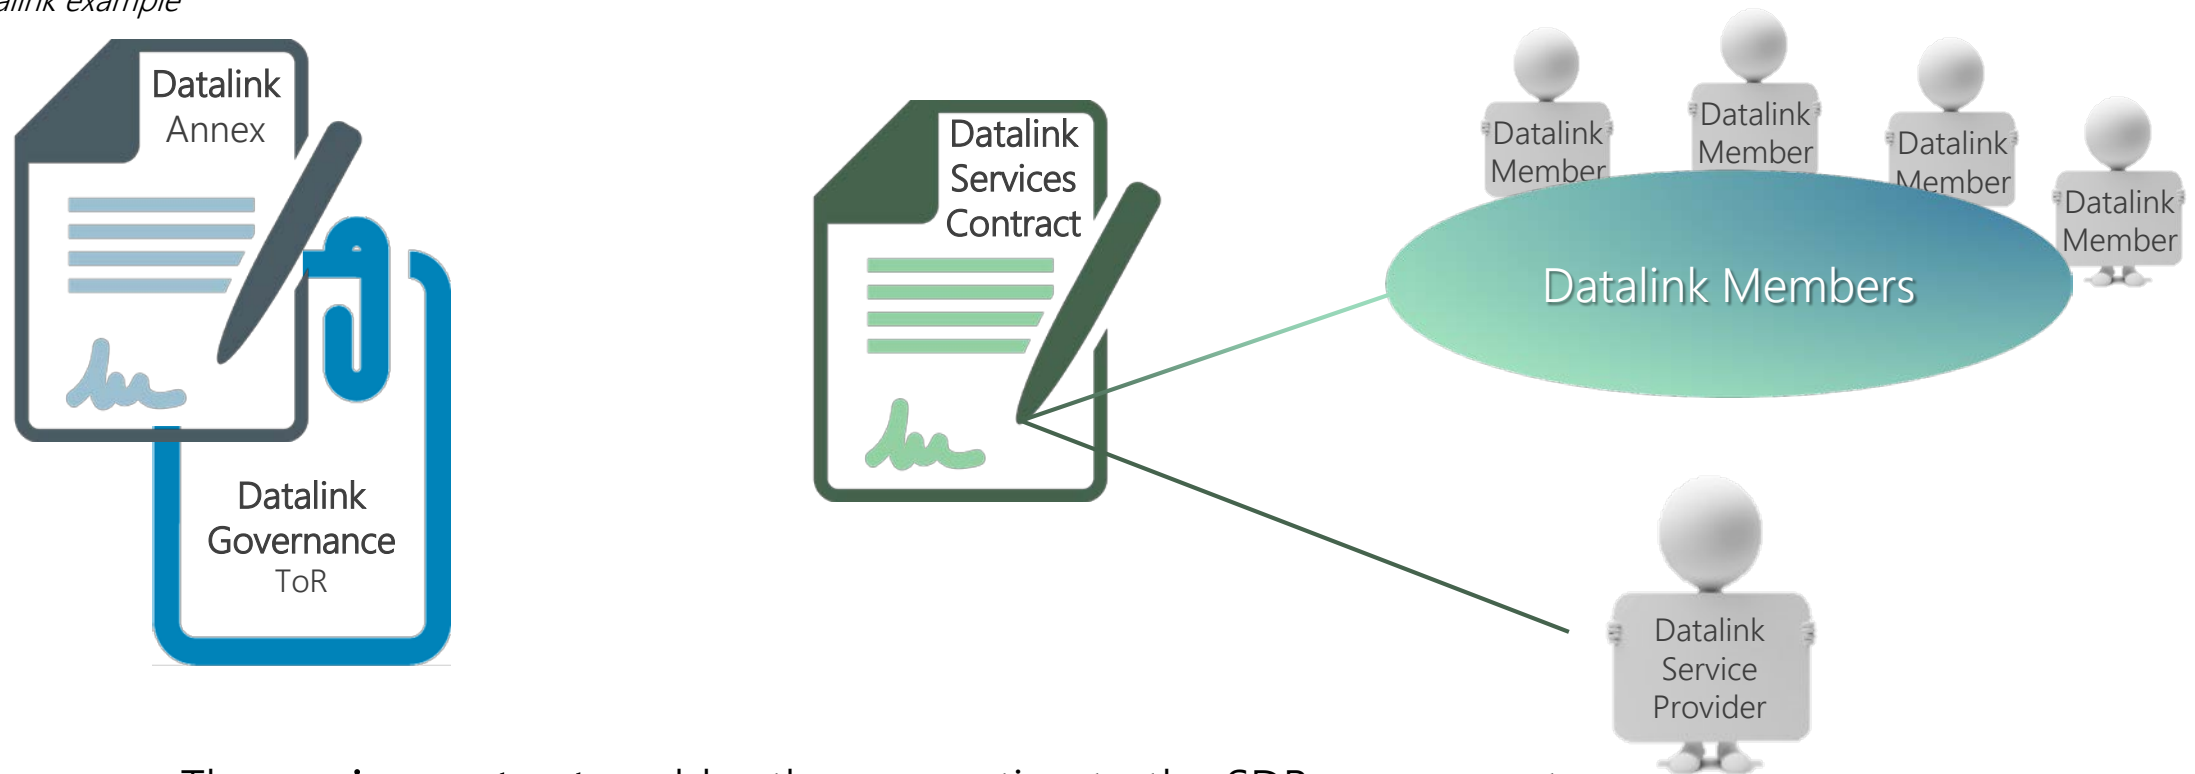 example
Datalink
Annex
Datalink
Governance
ToR
Datalink
Services
Contract
Datalink
Member
Datalink
Member
Datalink
Member
Datalink
Member
Datalink Members
Datalink
Service
Provider